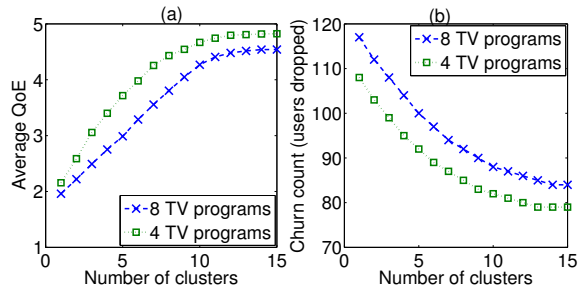 (a)
5
4
3
2
1
0
5
10
15
Average QoE
Number of clusters
8 TV programs
4 TV programs
(b)
120
110
100
90
80
70
0
5
10
15
Churn count (users dropped)
Number of clusters
8 TV programs
4 TV programs